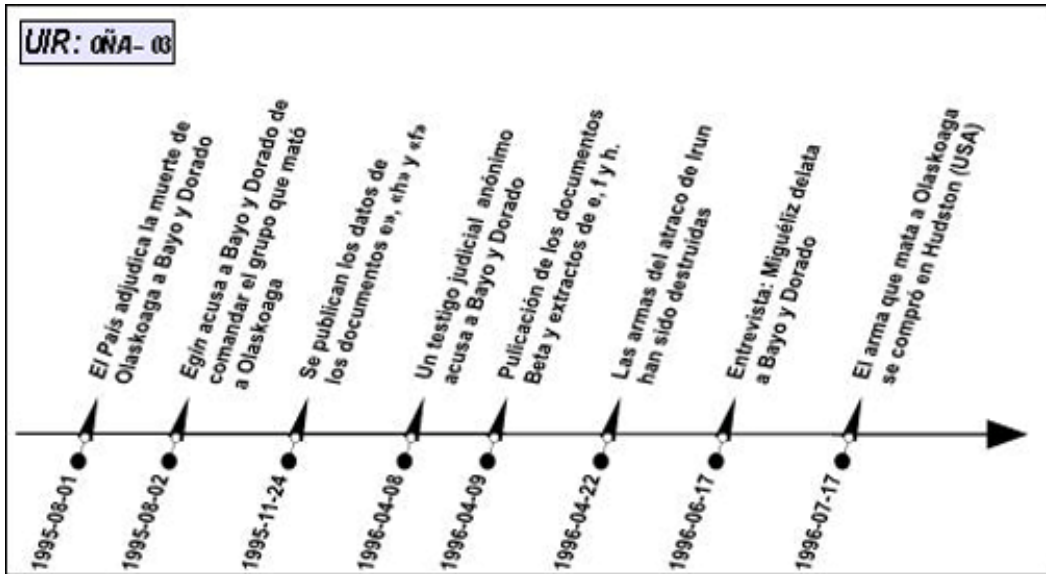 UIR: OÑA- 03
El País adjudica la muerte de
Olaskoaga a Bayo y Dorado
Egin acusa a Bayo y Dorado de
comandar el grupo que mató
a Olaskoaga
Se publican los datos de
los documentos e», «h» y «f»
Un testigo judicial anónimo
acusa a Bayo y Dorado
Pulicación de los documentos
Beta y extractos de e, f y h.
Las armas del atraco de Irun
han sido destruidas
Entrevista: Miguéliz delata
a Bayo y Dorado
El arma que mata a Olaskoaga
se compró en Hudston (USA)
1995-08-01
1995-08-02
1995-11-24
1996-04-08
1996-04-09
1996-04-22
1996-06-17
1996-07-17